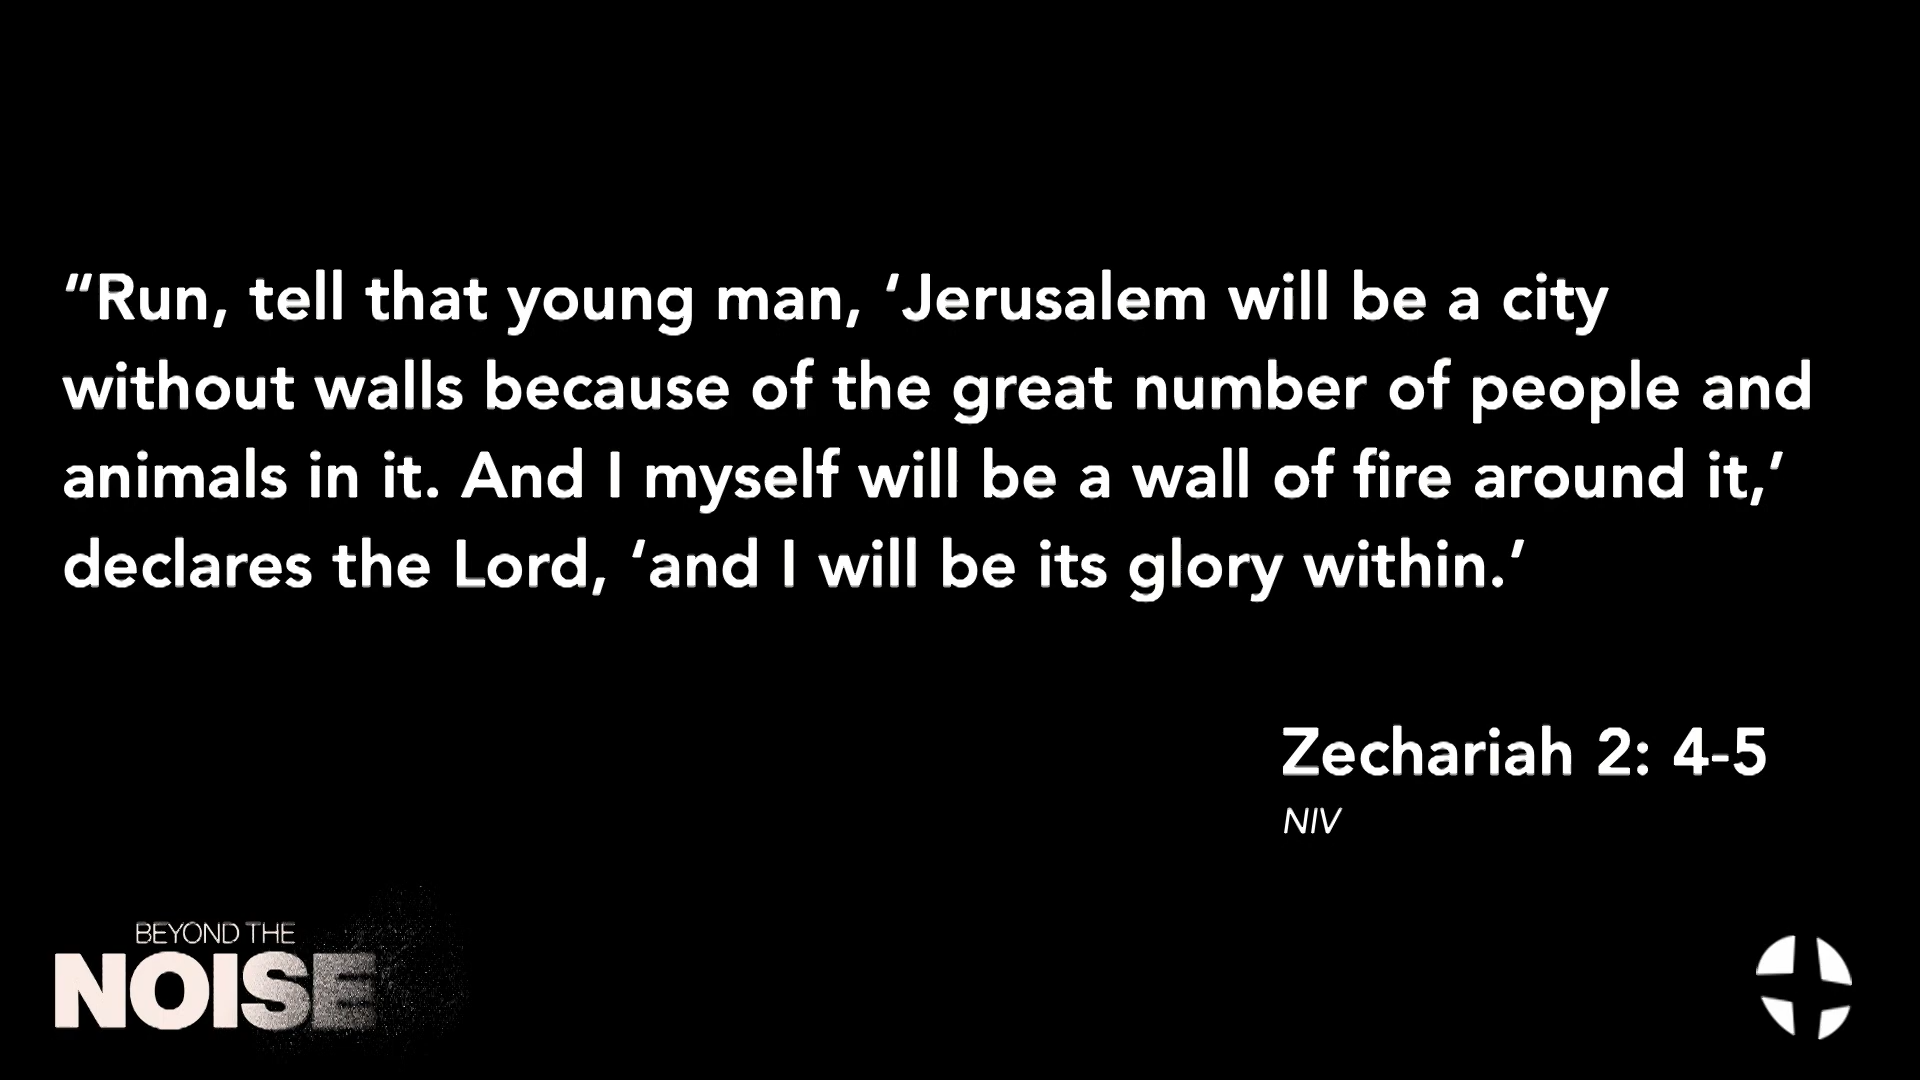 “Run, tell that young man, ‘Jerusalem will be a city
without walls because of the great number of people and
animals in it. And I myself will be a wall of fire around it,’
declares the Lord, ‘and I will be its glory within.’
Zechariah 2: 4-5
NIV
BEYOND THE
NOISE